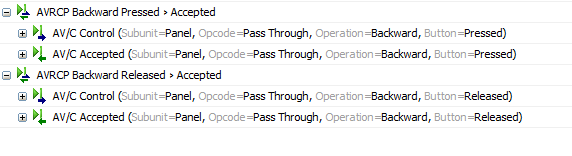 AVRCP Backward Pressed > Accepted
AV/C Control (Subunit=Panel, Opcode=Pass Through, Operation=Backward, Button=Pressed)
AV/C Accepted (Subunit=Panel, Opcode=Pass Through, Operation=Backward, Button=Pressed)
AVRCP Backward Released > Accepted
AV/C Control (Subunit=Panel, Opcode=Pass Through, Operation=Backward, Button=Released)
AV/C Accepted (Subunit=Panel, Opcode=Pass Through, Operation=Backward, Button=Released)